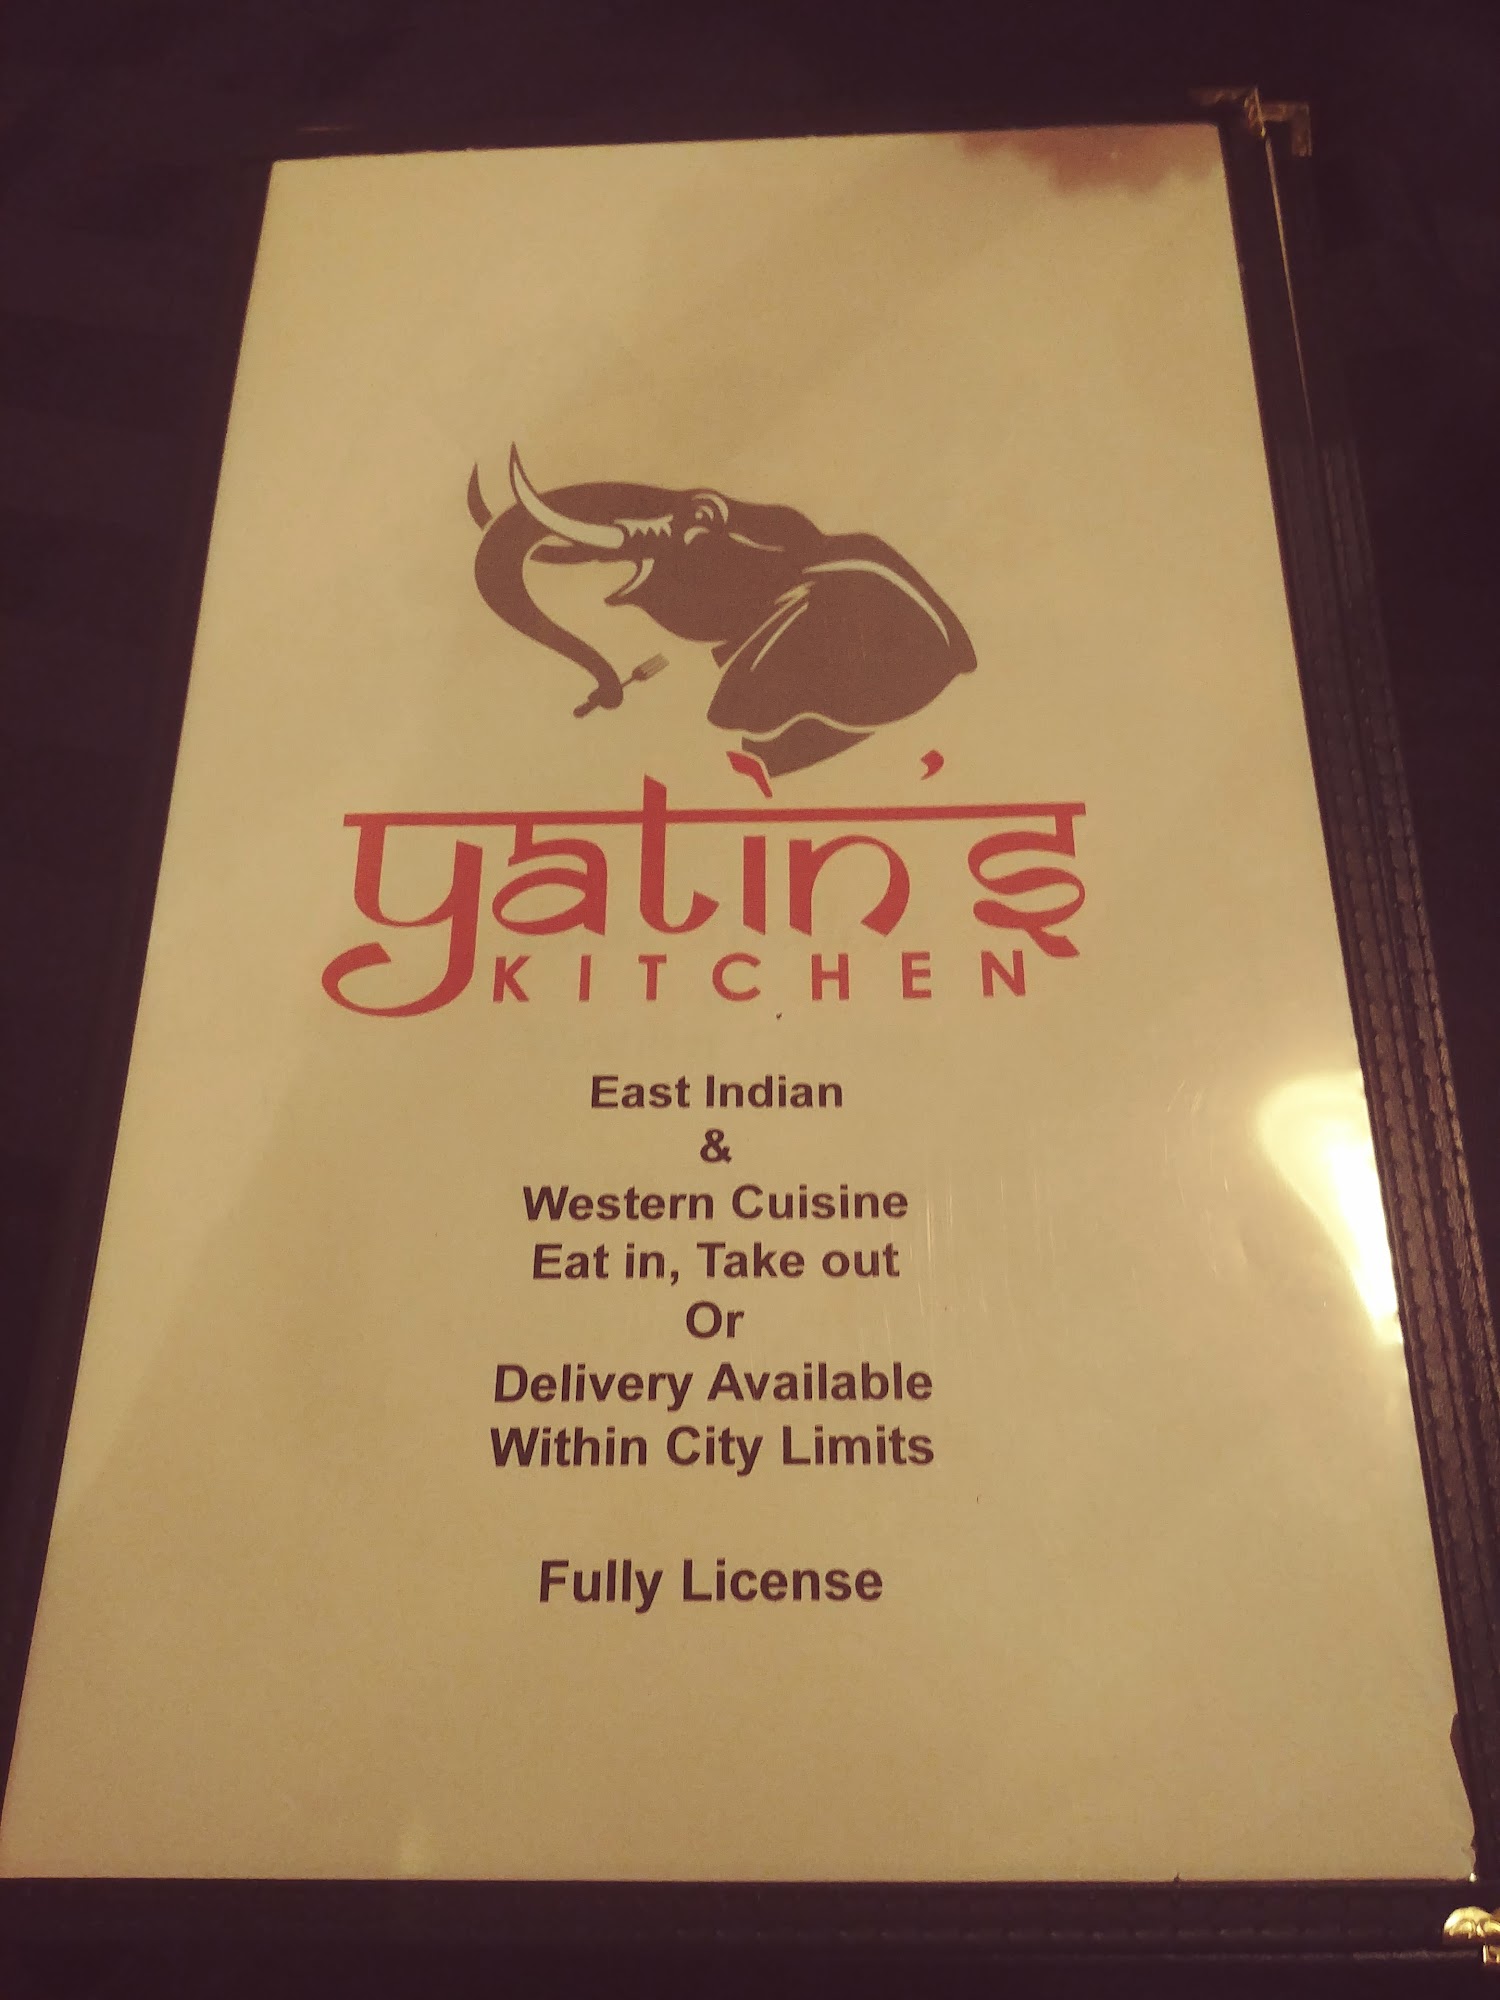 Yatin's
KITCHEN
East Indian
&
Western Cuisine
Eat in, Take out
Or
Delivery Available
Within City Limits
Fully License